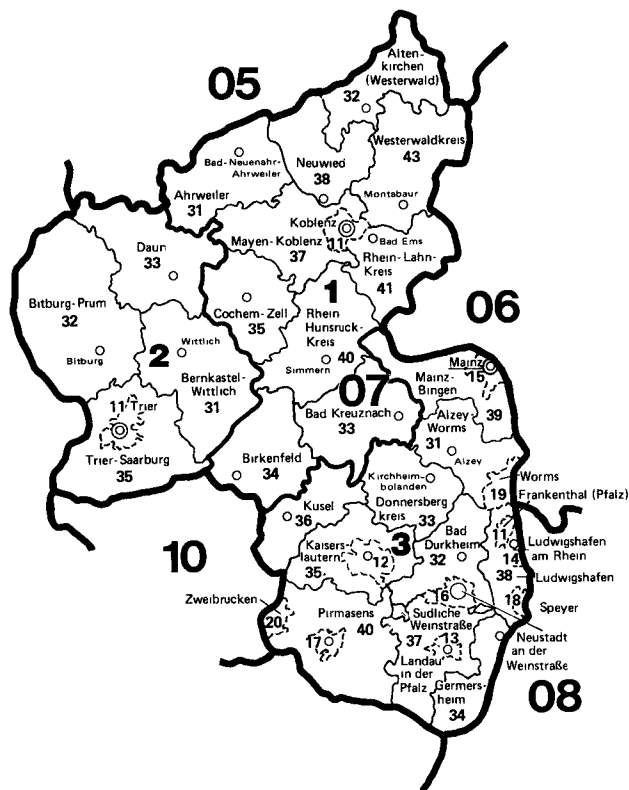 Alten-
kirchen
(Westerwald)
32
05
Westerwaldkreis
43
Bad-Neuenahr-
Ahrweiler
Neuwied
38
Ahrweiler
31
Montabaur
Koblenz
11
Bad Ems
Mayen-Koblenz
37
Rhein-Lahn-
Kreis
41
Daun
33
Bitburg-Prum
32
Cochem-Zell
35
1
Rhein
Hunsruck-
Kreis
40
Simmern
06
Wittlich
2
Bitburg
Bernkastel-
Wittlich
31
Mainz
15
Mainz-
Bingen
39
07
Bad Kreuznach
33
Alzey
Worms
31
Alzey
11 Trier
Trier-Saarburg
35
Birkenfeld
34
Kirchheim-
bolanden
Donnersberg
kreis
33
Worms
19
Frankenthal (Pfalz)
Kusel
36
10
Kaisers-
lautern
35
12
3
Bad
Durkheim
32
11
Ludwigshafen
am Rhein
14
38
Ludwigshafen
Zweibrucken
20
Pirmasens
40
17
16
18
Speyer
Sudliche
Weinstraße
37
13
Neustadt
an der
Weinstraße
Landau
in der
Pfalz
Germers-
heim
34
08